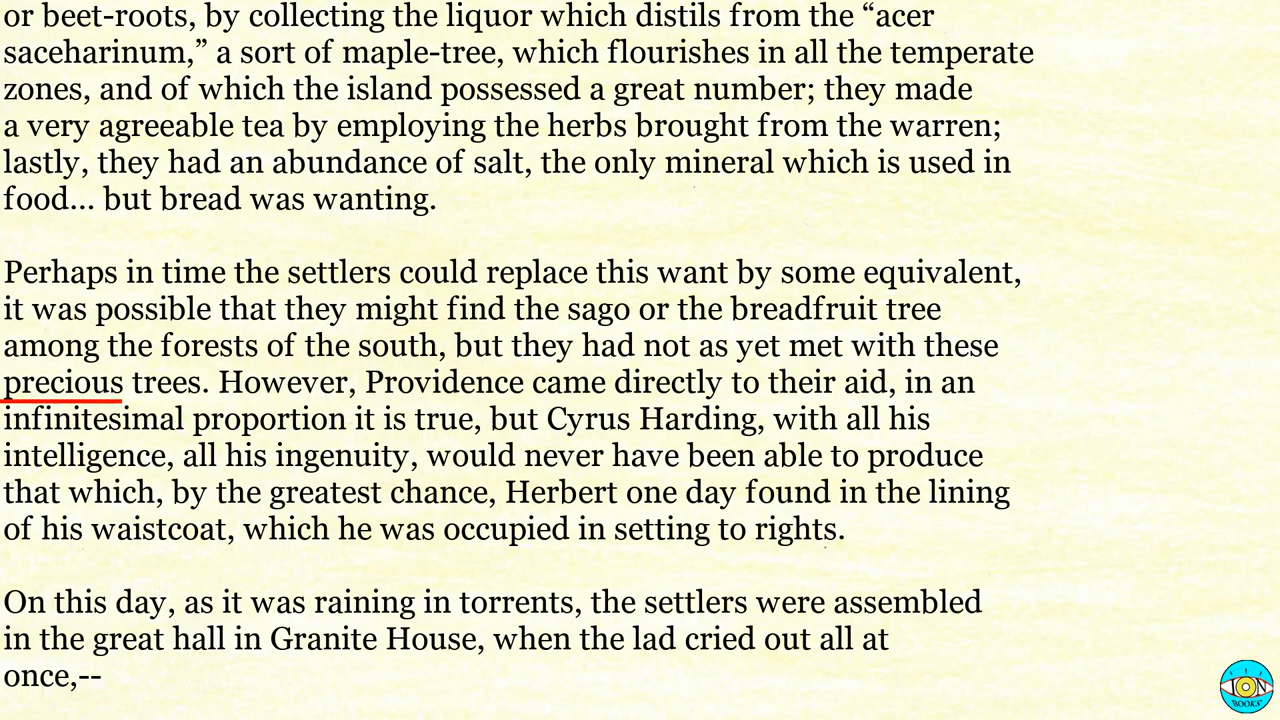 or beet-roots, by collecting the liquor which distils from the “acer
saceharinum,” a sort of maple-tree, which flourishes in all the temperate
zones, and of which the island possessed a great number; they made
a very agreeable tea by employing the herbs brought from the warren;
lastly, they had an abundance of salt, the only mineral which is used in
food... but bread was wanting.
Perhaps in time the settlers could replace this want by some equivalent,
it was possible that they might find the sago or the breadfruit tree
among the forests of the south, but they had not as yet met with these
precious trees. However, Providence came directly to their aid, in an
infinitesimal proportion it is true, but Cyrus Harding, with all his
intelligence, all his ingenuity, would never have been able to produce
that which, by the greatest chance, Herbert one day found in the lining
of his waistcoat, which he was occupied in setting to rights.
On this day, as it was raining in torrents, the settlers were assembled
in the great hall in Granite House, when the lad cried out all at
once,--
ION
BOOKS